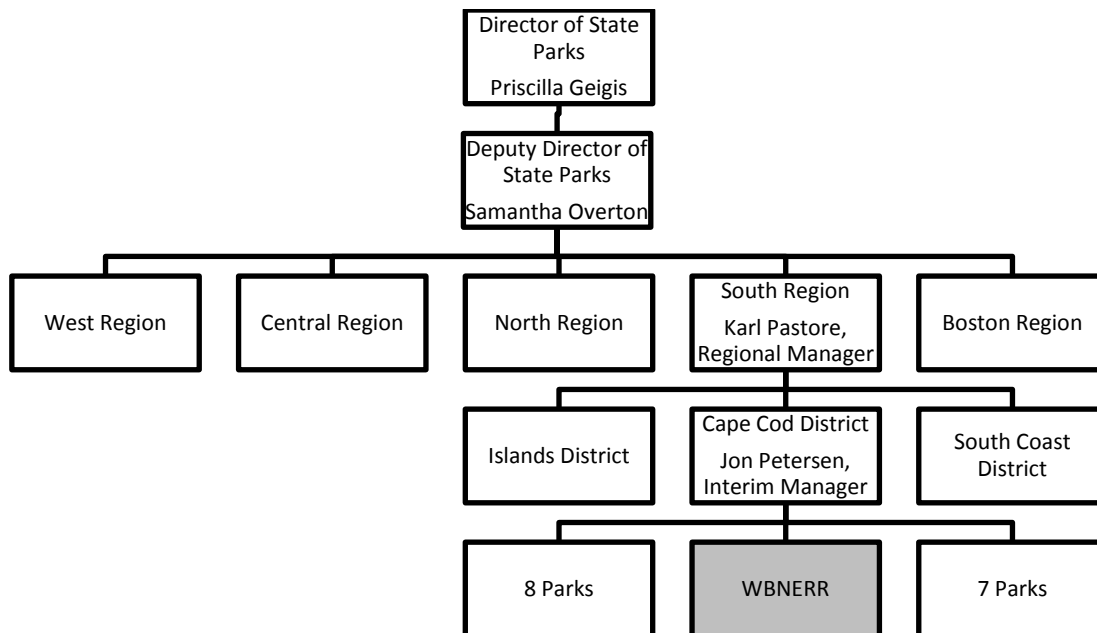 Director of State
Parks
Priscilla Geigis
Deputy Director of
State Parks
Samantha Overton
West Region
Central Region
North Region
South Region
Karl Pastore,
Regional Manager
Boston Region
Islands District
Cape Cod District
Jon Petersen,
Interim Manager
South Coast
District
8 Parks
WBNERR
7 Parks